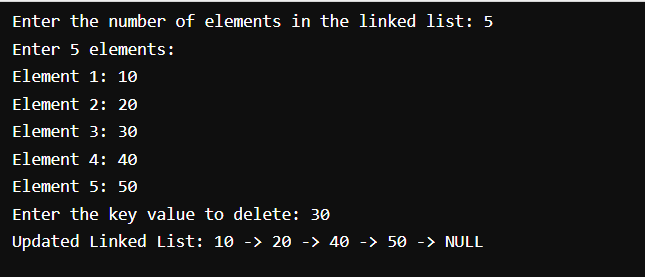 Enter the number of elements in the linked list: 5
Enter 5 elements:
Element 1: 10
Element 2: 20
Element 3: 30
Element 4: 40
Element 5: 50
Enter the key value to delete: 30
Updated Linked List: 10 -> 20 -> 40 -> 50 -> NULL